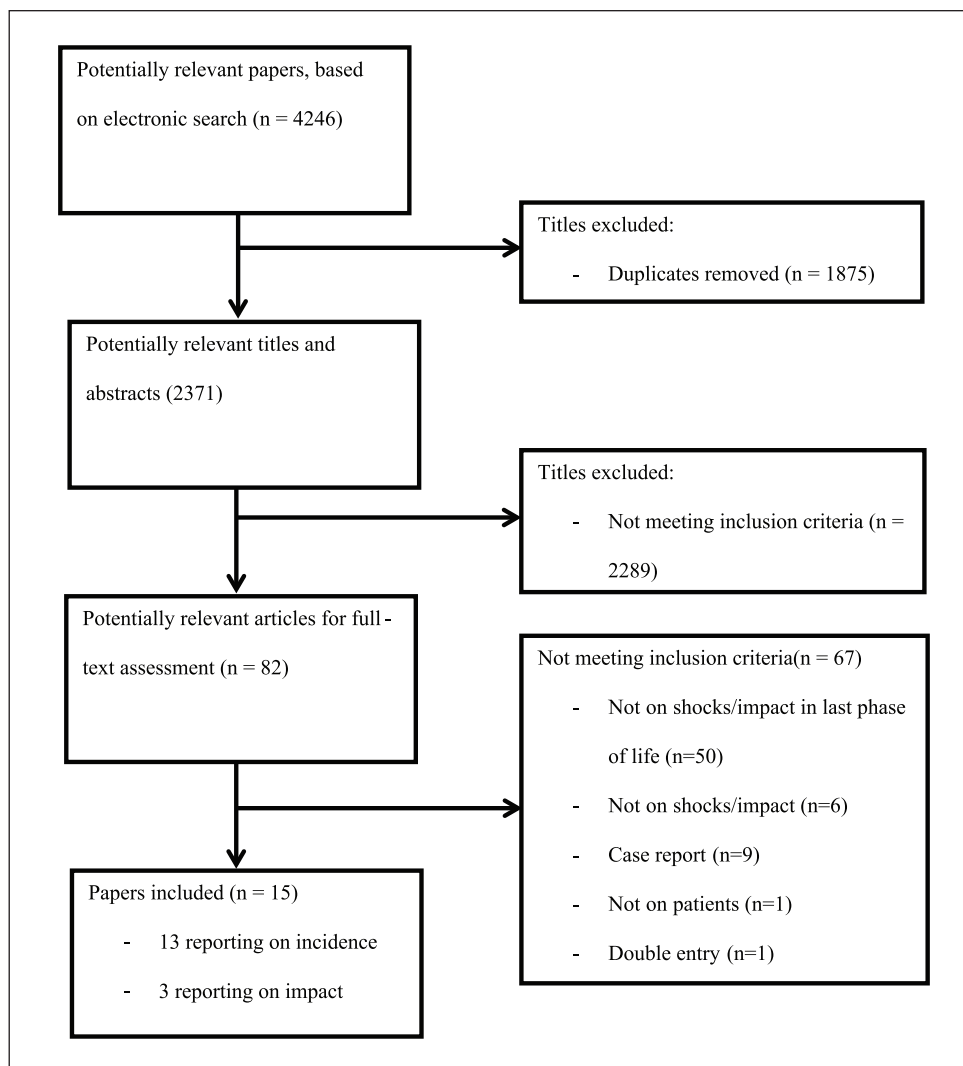 Potentially relevant papers, based
on electronic search (n = 4246)
Titles excluded:
- Duplicates removed (n = 1875)
Potentially relevant titles and
abstracts (2371)
Titles excluded:
- Not meeting inclusion criteria (n =
2289)
Potentially relevant articles for full-
text assessment (n = 82)
Not meeting inclusion criteria(n = 67)
- Not on shocks/impact in last phase
of life (n=50)
- Not on shocks/impact (n=6)
- Case report (n=9)
- Not on patients (n=1)
- Double entry (n=1)
Papers included (n = 15)
- 13 reporting on incidence
- 3 reporting on impact